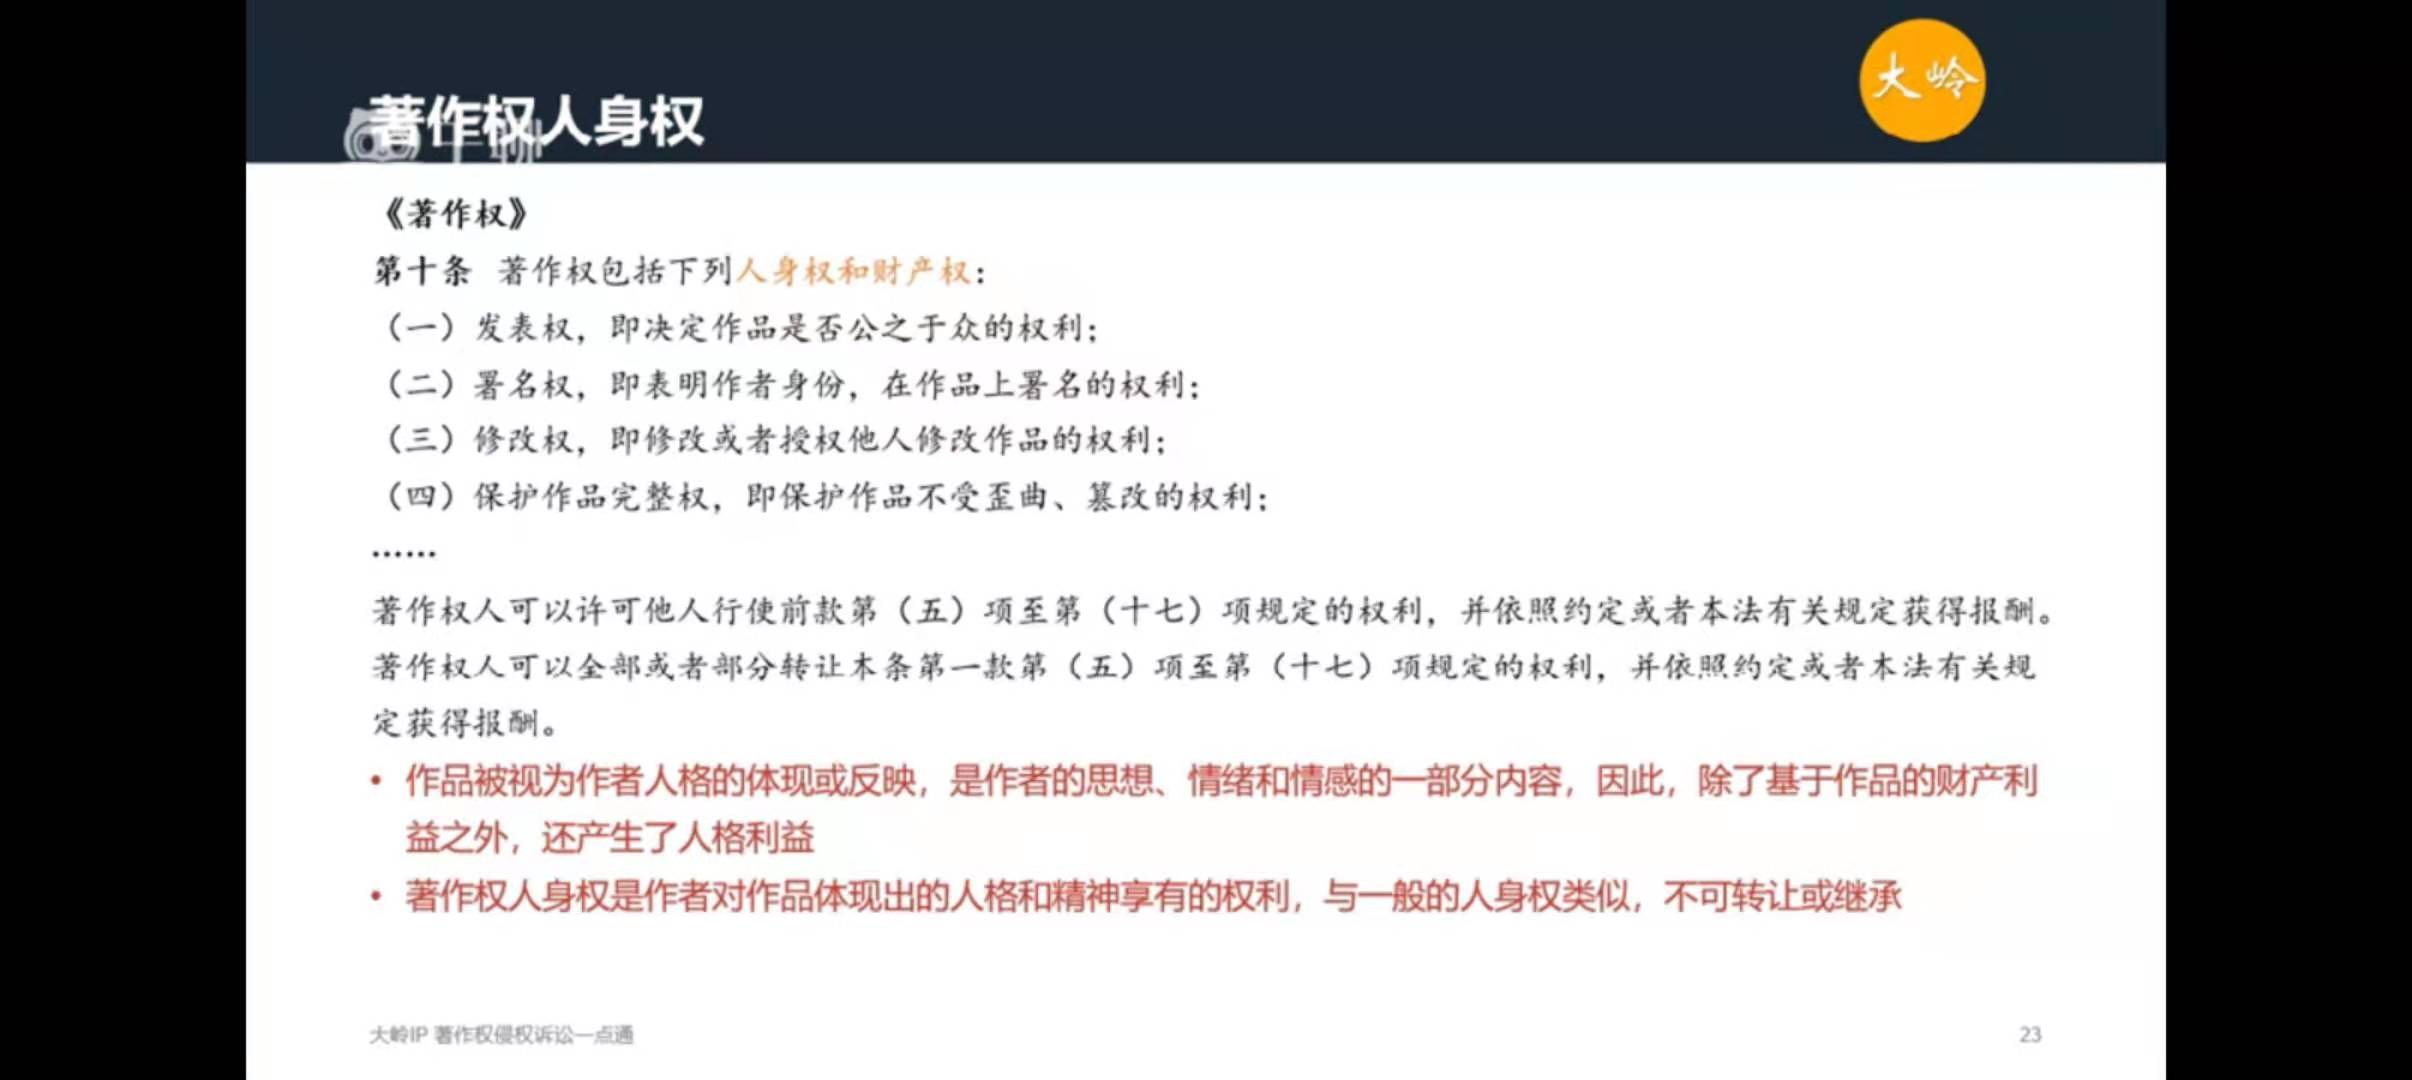 大岭
著作权人身权
《著作权》
第十条 著作权包括下列人身权和财产权：
（一）发表权，即决定作品是否公之于众的权利；
（二）署名权，即表明作者身份，在作品上署名的权利；
（三）修改权，即修改或者授权他人修改作品的权利；
（四）保护作品完整权，即保护作品不受歪曲、篡改的权利；
……
著作权人可以许可他人行使前款第（五）项至第（十七）项规定的权利，并依照约定或者本法有关规定获得报酬。
著作权人可以全部或者部分转让本条第一款第（五）项至第（十七）项规定的权利，并依照约定或者本法有关规
定获得报酬。
• 作品被视为作者人格的体现或反映，是作者的思想、情绪和情感的一部分内容，因此，除了基于作品的财产利
益之外，还产生了人格利益
• 著作权人身权是作者对作品体现出的人格和精神享有的权利，与一般的人身权类似，不可转让或继承
大岭IP 著作权侵权诉讼一点通
23